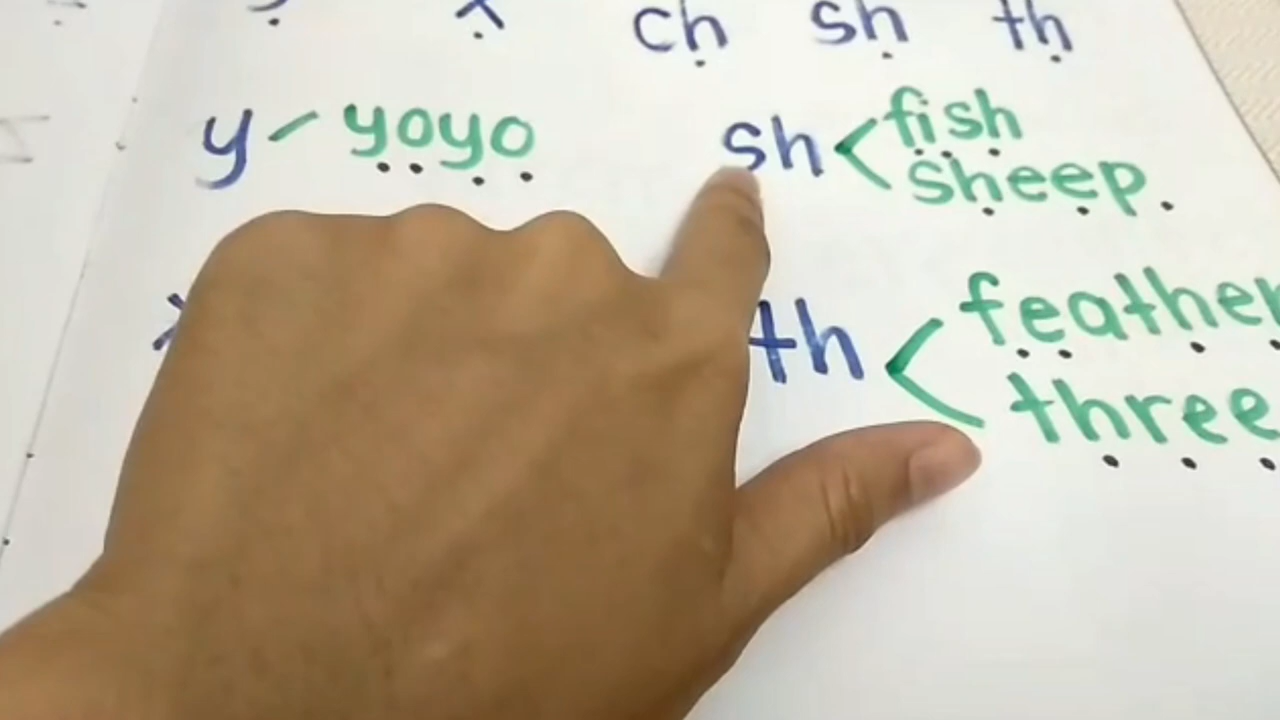 x ch sh th
y yoyo sh fish
sheep.
th feather
three